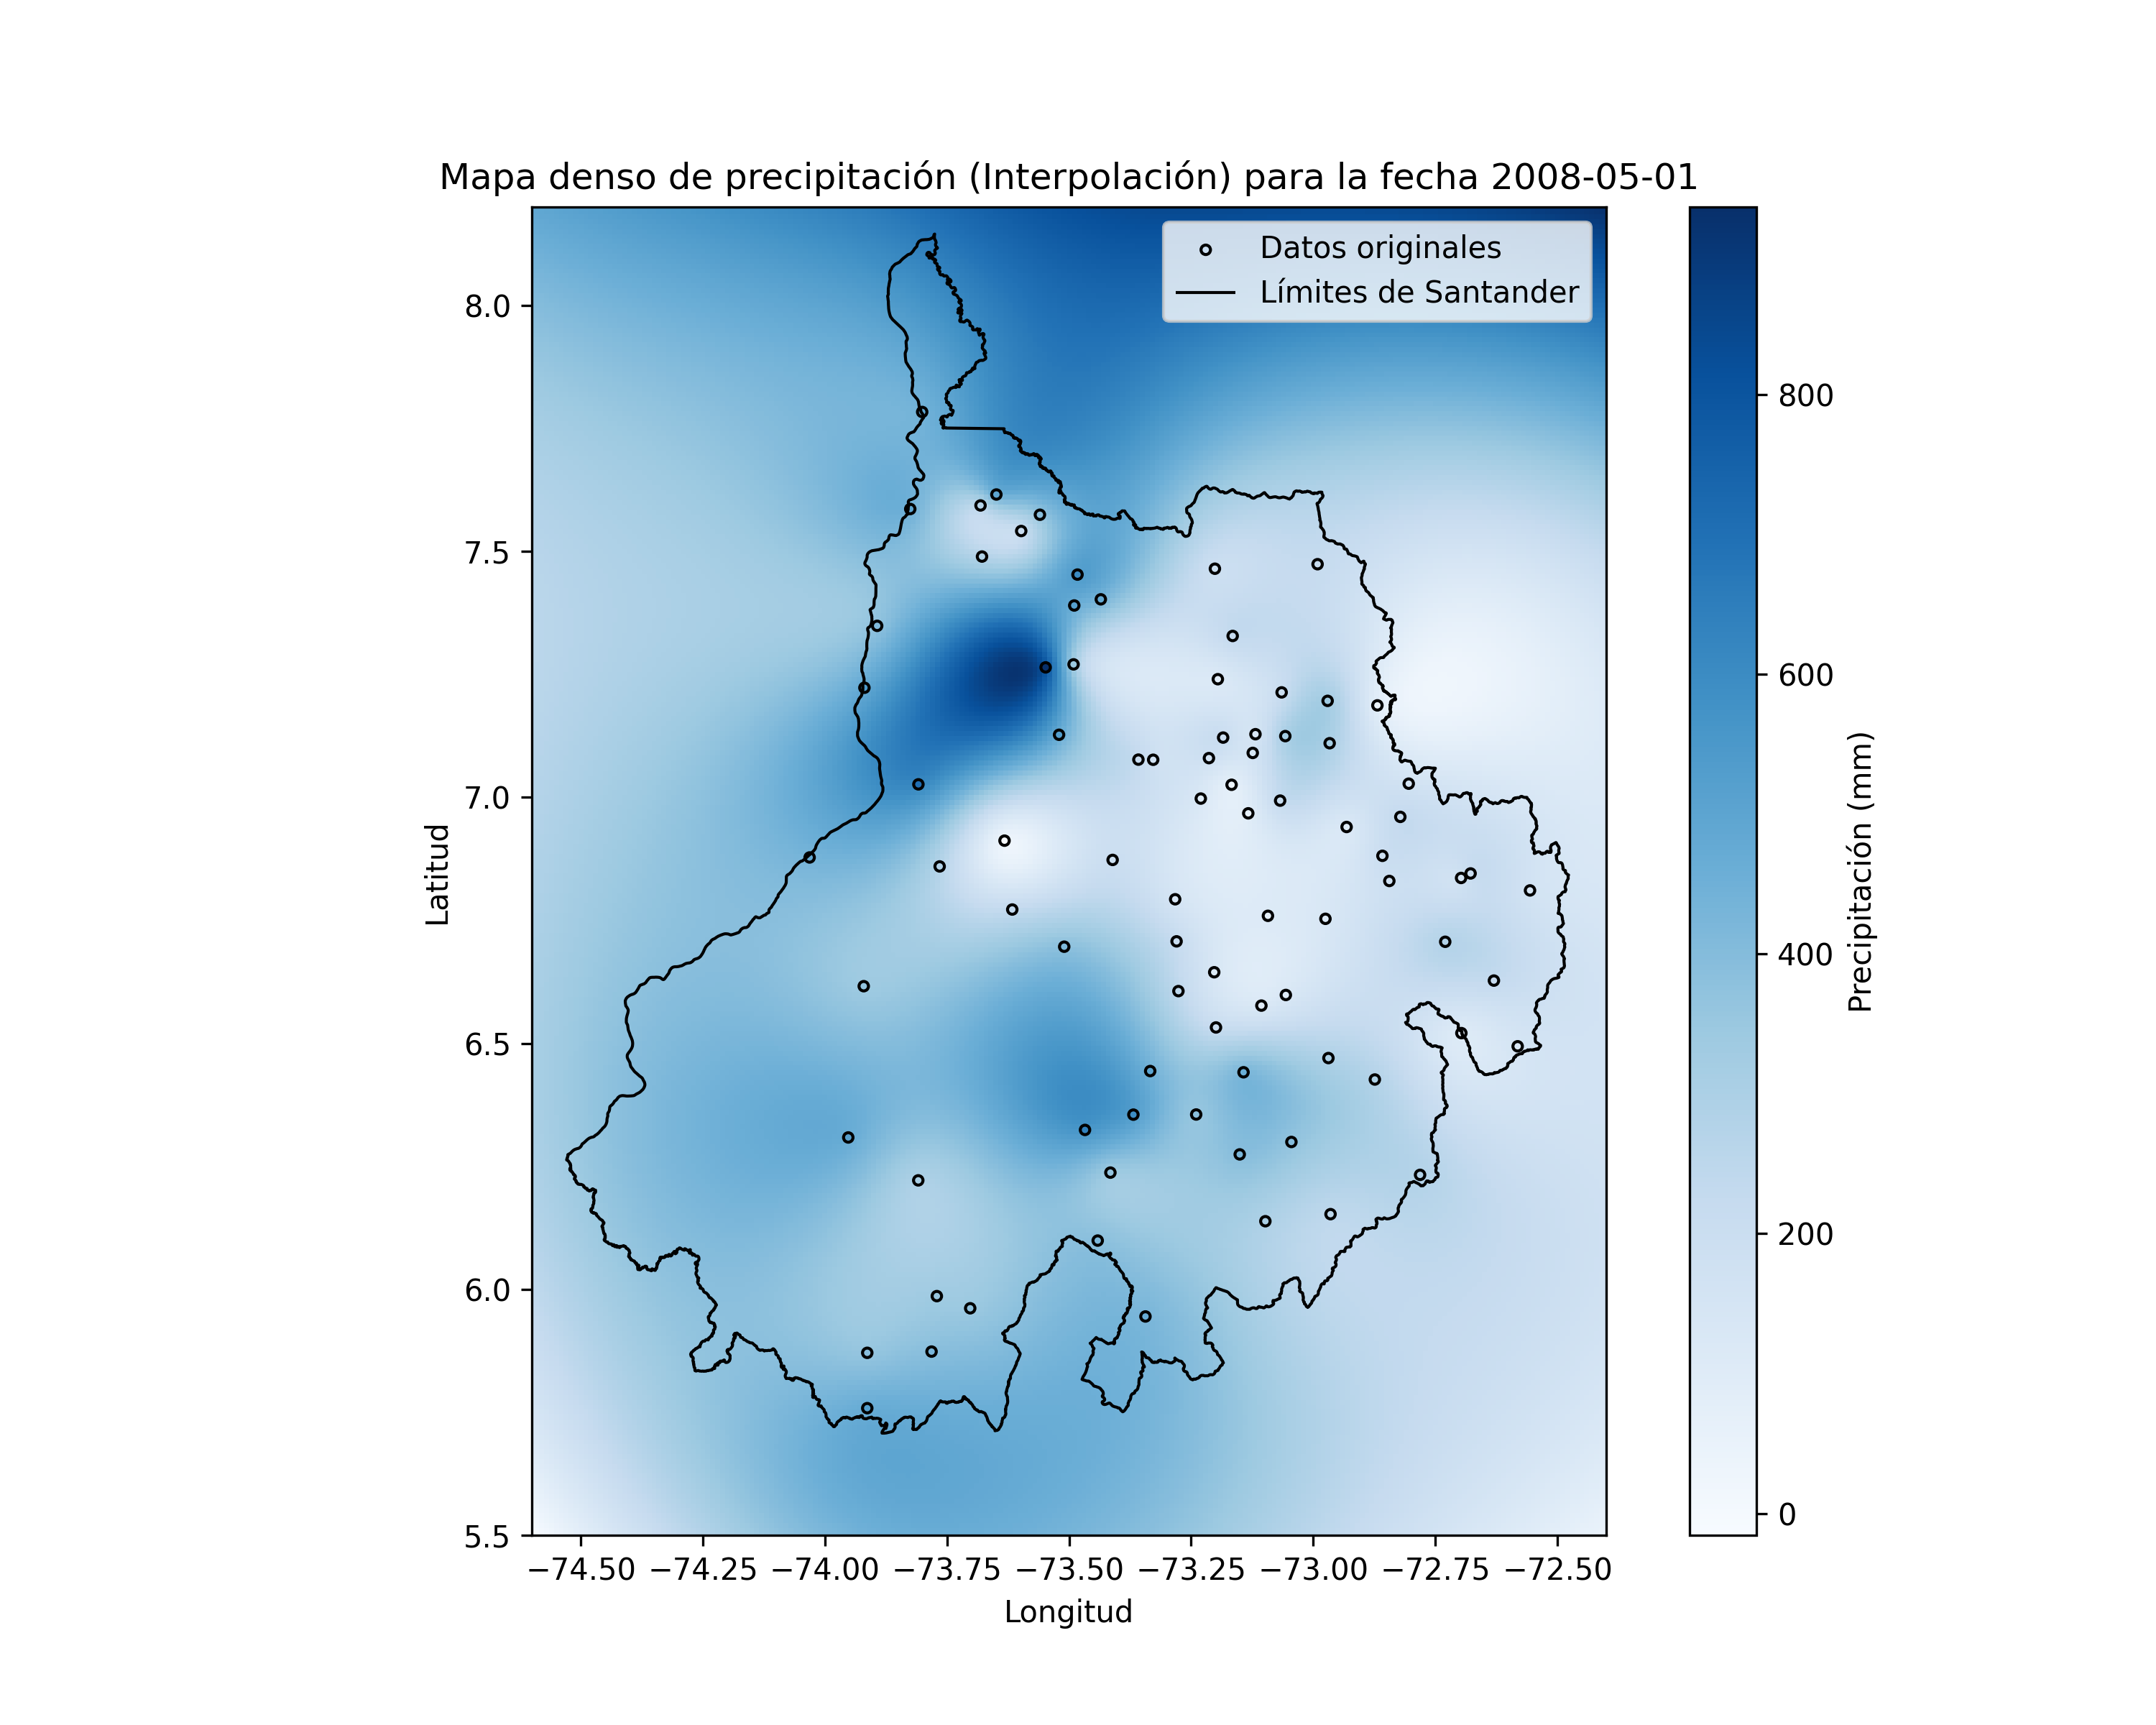 Mapa denso de precipitación (Interpolación) para la fecha 2008-05-01
Datos originales
Límites de Santander
8.0
7.5
7.0
6.5
6.0
5.5
Latitud
−74.50 −74.25 −74.00 −73.75 −73.50 −73.25 −73.00 −72.75 −72.50
Longitud
800
600
400
200
0
Precipitación (mm)